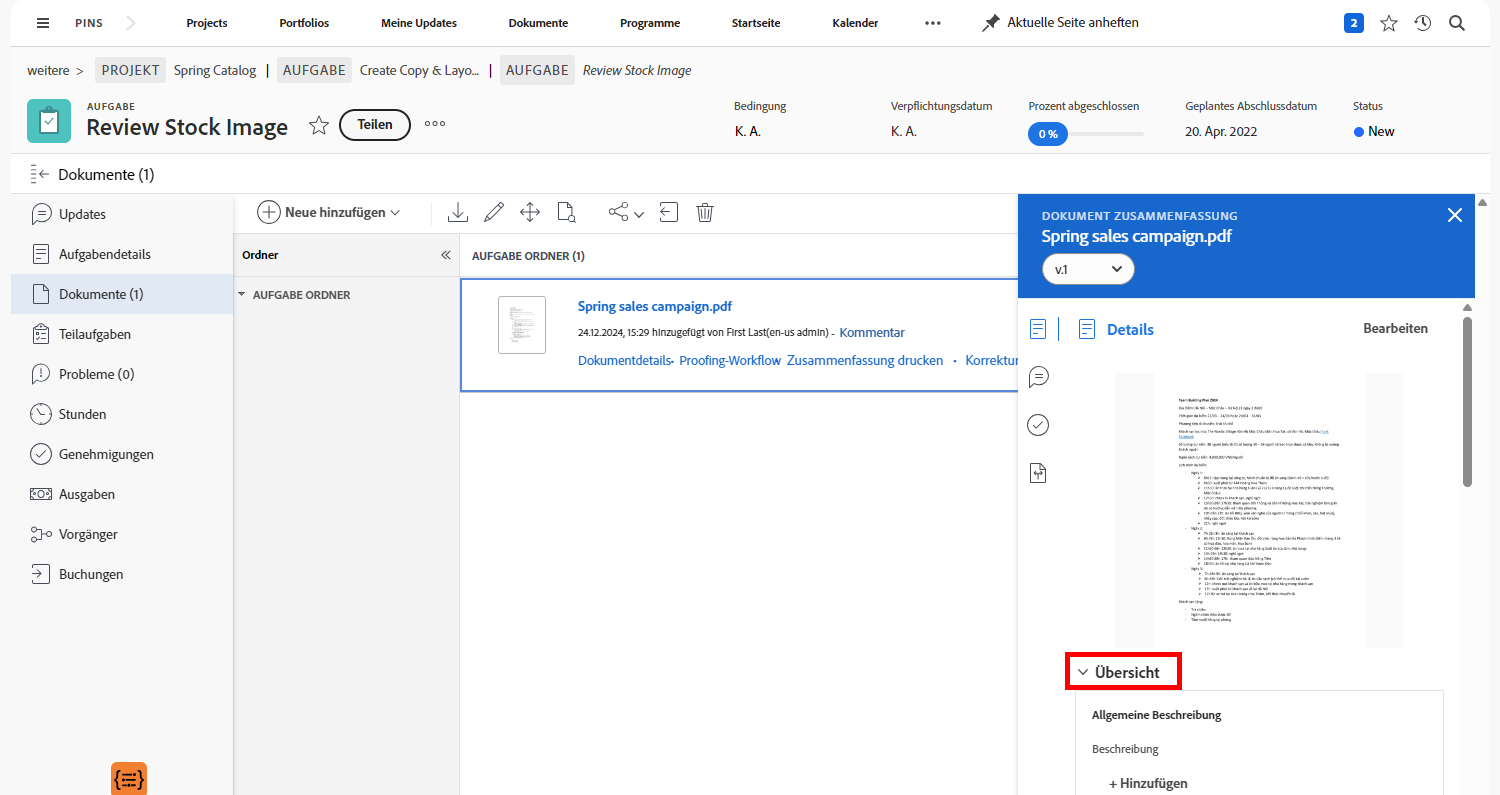 PINS
Projects
Portfolios
Meine Updates
Dokumente
Programme
Startseite
Kalender
Aktuelle Seite anheften
2
weitere >
PROJEKT
Spring Catalog
|
AUFGABE
Create Copy & Layo...
|
AUFGABE
Review Stock Image
AUFGABE
Review Stock Image
Teilen
Bedingung
K. A.
Verpflichtungsdatum
K. A.
Prozent abgeschlossen
0 %
Geplantes Abschlussdatum
20. Apr. 2022
Status
New
Dokumente (1)
Updates
Aufgabendetails
Dokumente (1)
Teilaufgaben
Probleme (0)
Stunden
Genehmigungen
Ausgaben
Vorgänger
Buchungen
Neue hinzufügen
Ordner
AUFGABE ORDNER
AUFGABE ORDNER (1)
Spring sales campaign.pdf
24.12.2024, 15:29 hinzugefügt von First Last(en-us admin) - Kommentar
Dokumentdetails• Proofing-Workflow Zusammenfassung drucken • Korrektur
DOKUMENT ZUSAMMENFASSUNG
Spring sales campaign.pdf
v.1
Details
Bearbeiten
Team Building Plan 2024
Übersicht
Allgemeine Beschreibung
Beschreibung
+ Hinzufügen